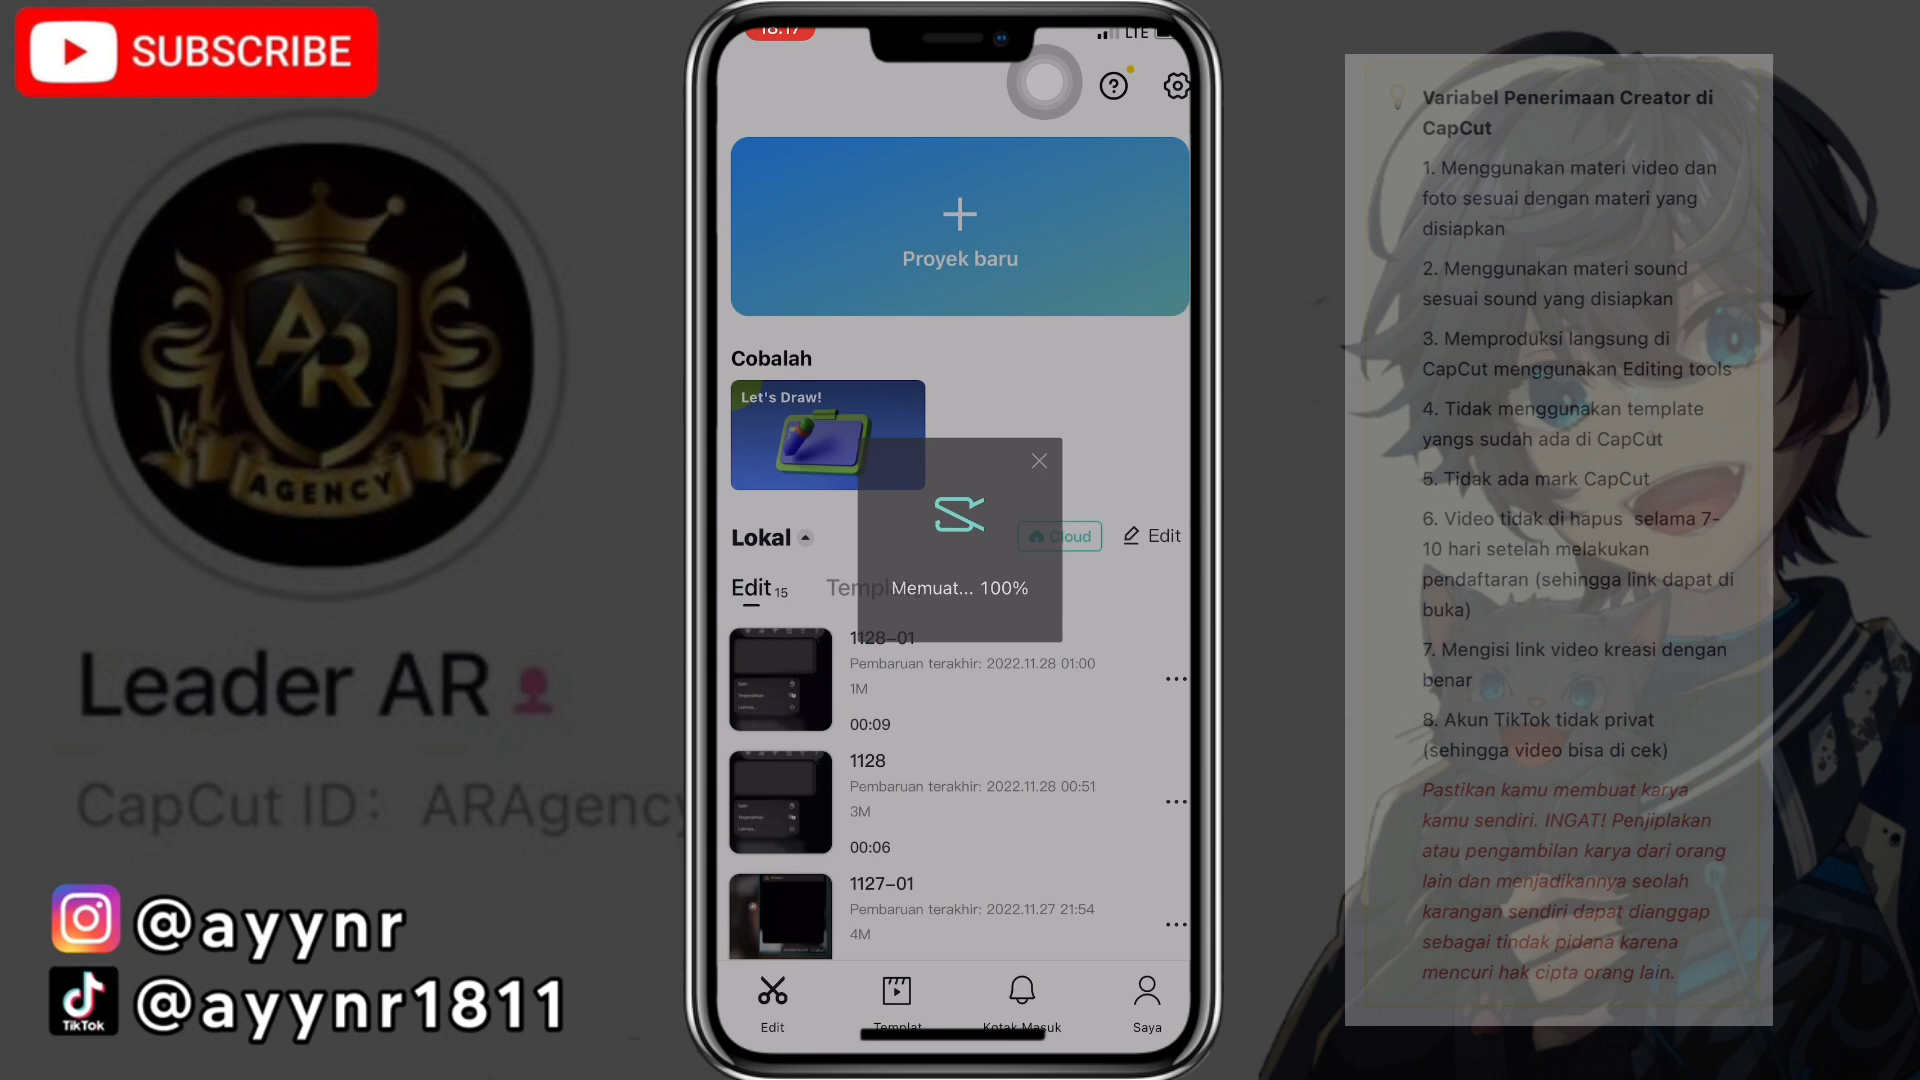 SUBSCRIBE
AR
AGENCY
Leader AR
CapCut ID: ARAgency
@ayynr
TikTok
@ayynr1811
18.17
LTE
Proyek baru
Cobalah
Let's Draw!
Lokal
Cloud
Edit
Edit 15
Templ
Memuat... 100%
1128-01
Pembaruan terakhir: 2022.11.28 01:00
1M
00:09
1128
Pembaruan terakhir: 2022.11.28 00:51
3M
00:06
1127-01
Pembaruan terakhir: 2022.11.27 21:54
4M
Edit
Templat
Kotak Masuk
Saya
Variabel Penerimaan Creator di
CapCut
1. Menggunakan materi video dan
foto sesuai dengan materi yang
disiapkan
2. Menggunakan materi sound
sesuai sound yang disiapkan
3. Memproduksi langsung di
CapCut menggunakan Editing tools
4. Tidak menggunakan template
yangs sudah ada di CapCut
5. Tidak ada mark CapCut
6. Video tidak di hapus selama 7-
10 hari setelah melakukan
pendaftaran (sehingga link dapat di
buka)
7. Mengisi link video kreasi dengan
benar
8. Akun TikTok tidak privat
(sehingga video bisa di cek)
Pastikan kamu membuat karya
kamu sendiri. INGAT! Penjiplakan
atau pengambilan karya dari orang
lain dan menjadikannya seolah
karangan sendiri dapat dianggap
sebagai tindak pidana karena
mencuri hak cipta orang lain.